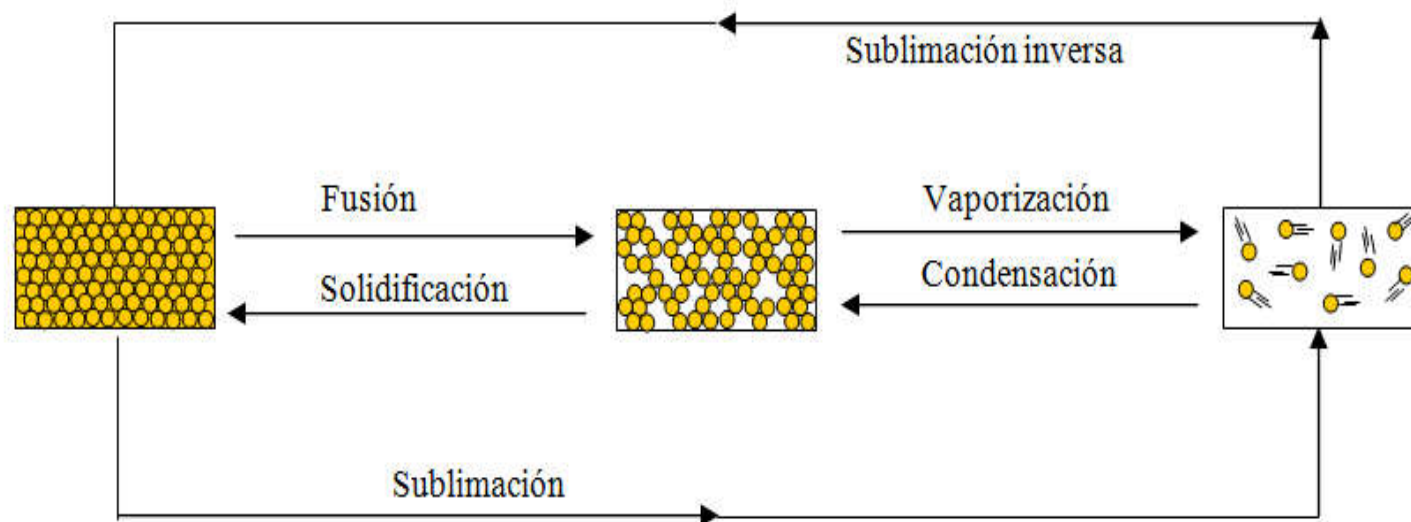 Sublimación inversa
Fusión
Vaporización
Solidificación
Condensación
Sublimación